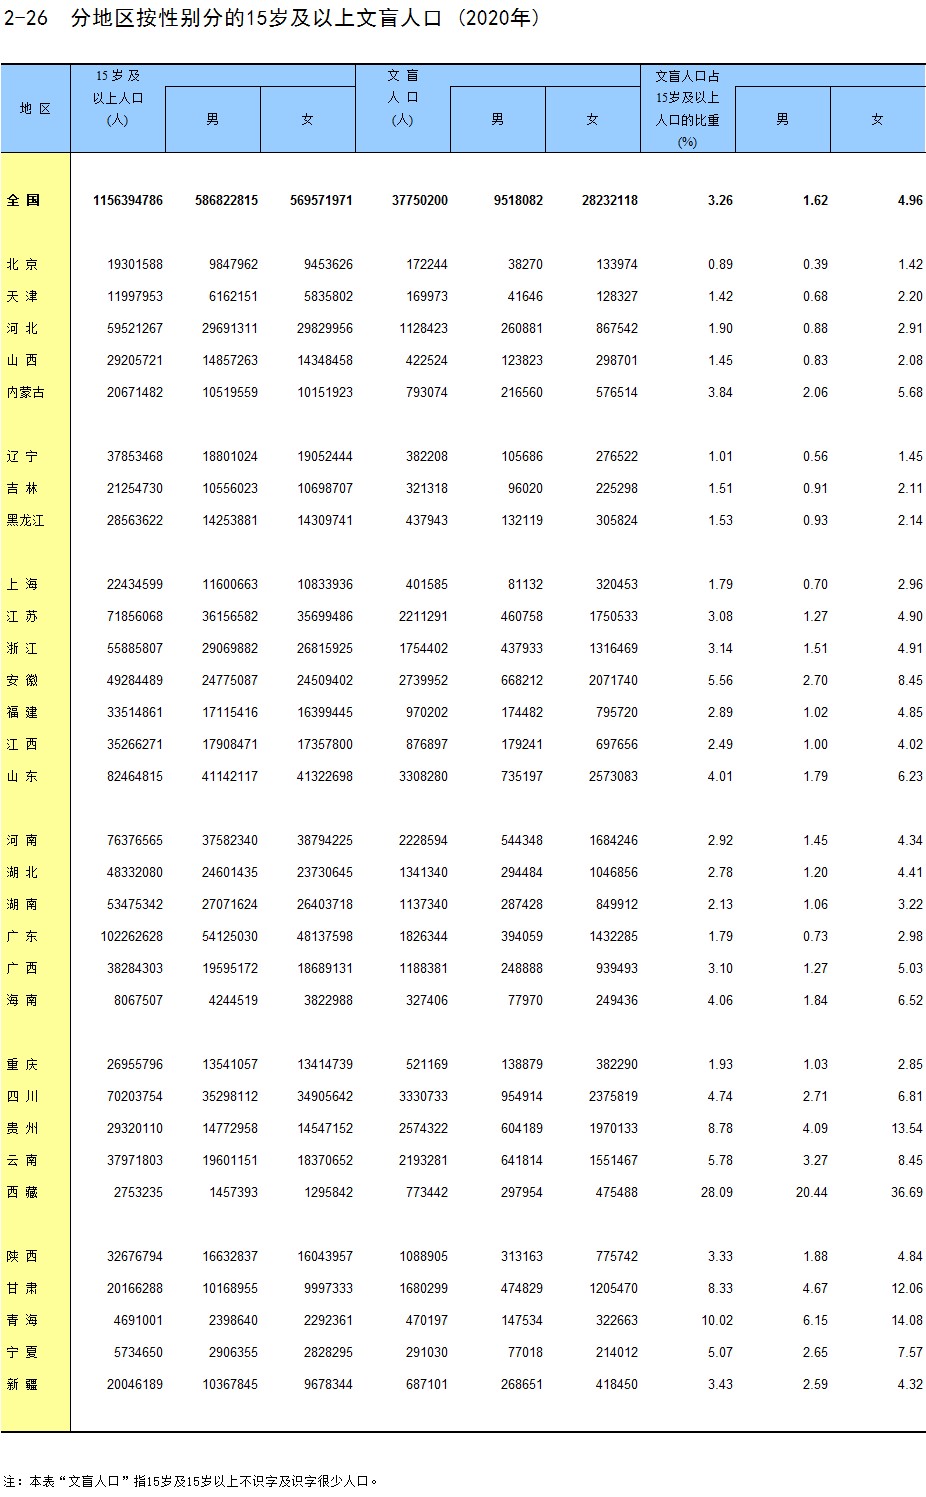 2-26 分地区按性别分的15岁及以上文盲人口 (2020年)
地 区 15 岁 及 以上人口 (人) 男 女 文 盲 人 口 (人) 男 女 文盲人口占 15岁及以上 人口的比重 (%) 男 女
全 国 1156394786 586822815 569571971 37750200 9518082 28232118 3.26 1.62 4.96
北 京 19301588 9847962 9453626 172244 38270 133974 0.89 0.39 1.42
天 津 11997953 6162151 5835802 169973 41646 128327 1.42 0.68 2.20
河 北 59521267 29691311 29829956 1128423 260881 867542 1.90 0.88 2.91
山 西 29205721 14857263 14348458 422524 123823 298701 1.45 0.83 2.08
内蒙古 20671482 10519559 10151923 793074 216560 576514 3.84 2.06 5.68
辽 宁 37853468 18801024 19052444 382208 105686 276522 1.01 0.56 1.45
吉 林 21254730 10556023 10698707 321318 96020 225298 1.51 0.91 2.11
黑龙江 28563622 14253881 14309741 437943 132119 305824 1.53 0.93 2.14
上 海 22434599 11600663 10833936 401585 81132 320453 1.79 0.70 2.96
江 苏 71856068 36156582 35699486 2211291 460758 1750533 3.08 1.27 4.90
浙 江 55885807 29069882 26815925 1754402 437933 1316469 3.14 1.51 4.91
安 徽 49284489 24775087 24509402 2739952 668212 2071740 5.56 2.70 8.45
福 建 33514861 17115416 16399445 970202 174482 795720 2.89 1.02 4.85
江 西 35266271 17908471 17357800 876897 179241 697656 2.49 1.00 4.02
山 东 82464815 41142117 41322698 3308280 735197 2573083 4.01 1.79 6.23
河 南 76376565 37582340 38794225 2228594 544348 1684246 2.92 1.45 4.34
湖 北 48332080 24601435 23730645 1341340 294484 1046856 2.78 1.20 4.41
湖 南 53475342 27071624 26403718 1137340 287428 849912 2.13 1.06 3.22
广 东 102262628 54125030 48137598 1826344 394059 1432285 1.79 0.73 2.98
广 西 38284303 19595172 18689131 1188381 248888 939493 3.10 1.27 5.03
海 南 8067507 4244519 3822988 327406 77970 249436 4.06 1.84 6.52
重 庆 26955796 13541057 13414739 521169 138879 382290 1.93 1.03 2.85
四 川 70203754 35298112 34905642 3330733 954914 2375819 4.74 2.71 6.81
贵 州 29320110 14772958 14547152 2574322 604189 1970133 8.78 4.09 13.54
云 南 37971803 19601151 18370652 2193281 641814 1551467 5.78 3.27 8.45
西 藏 2753235 1457393 1295842 773442 297954 475488 28.09 20.44 36.69
陕 西 32676794 16632837 16043957 1088905 313163 775742 3.33 1.88 4.84
甘 肃 20166288 10168955 9997333 1680299 474829 1205470 8.33 4.67 12.06
青 海 4691001 2398640 2292361 470197 147534 322663 10.02 6.15 14.08
宁 夏 5734650 2906355 2828295 291030 77018 214012 5.07 2.65 7.57
新 疆 20046189 10367845 9678344 687101 268651 418450 3.43 2.59 4.32
注：本表“文盲人口”指15岁及15岁以上不识字及识字很少人口。